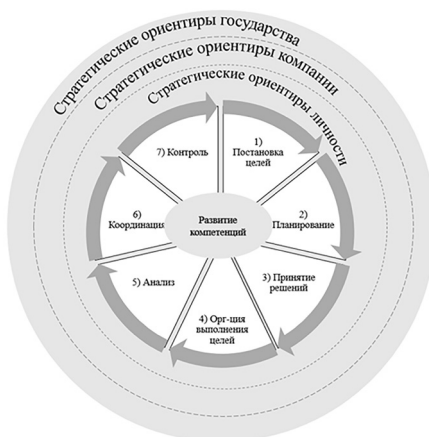 Стратегические ориентиры государства
Стратегические ориентиры компании
Стратегические ориентиры личности
1)
Постановка
целей
2)
Планирование
3) Принятие
решений
4) Орг-ция
выполнения
целей
5) Анализ
6)
Координация
7) Контроль
Развитие
компетенций